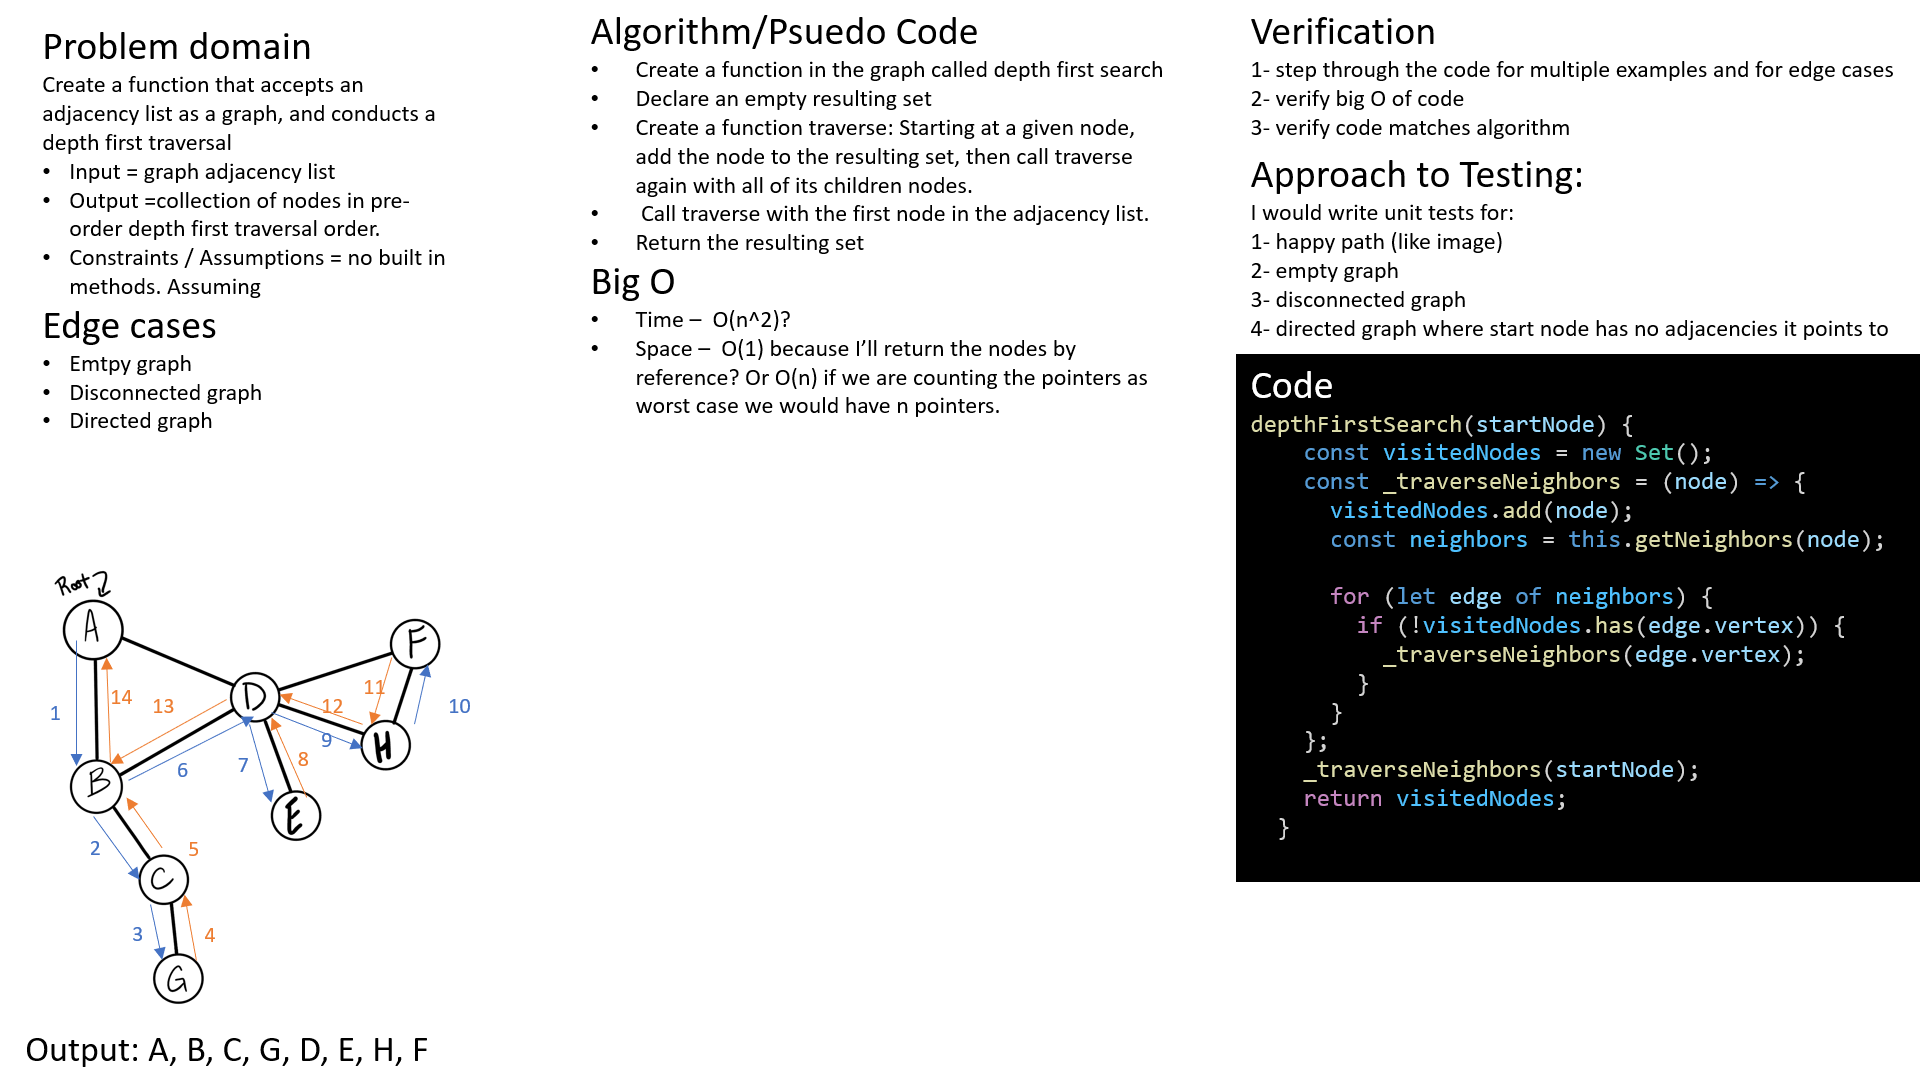 Problem domain
Create a function that accepts an
adjacency list as a graph, and conducts a
depth first traversal
• Input = graph adjacency list
• Output =collection of nodes in pre-
order depth first traversal order.
• Constraints / Assumptions = no built in
methods. Assuming
Edge cases
• Emtpy graph
• Disconnected graph
• Directed graph
Root
A
B
C
G
D
E
F
H
1
14
13
6
2
5
3
4
7
8
9
12
11
10
Output: A, B, C, G, D, E, H, F
Algorithm/Psuedo Code
• Create a function in the graph called depth first search
• Declare an empty resulting set
• Create a function traverse: Starting at a given node,
add the node to the resulting set, then call traverse
again with all of its children nodes.
• Call traverse with the first node in the adjacency list.
• Return the resulting set
Big O
• Time – O(n^2)?
• Space – O(1) because I’ll return the nodes by
reference? Or O(n) if we are counting the pointers as
worst case we would have n pointers.
Verification
1- step through the code for multiple examples and for edge cases
2- verify big O of code
3- verify code matches algorithm
Approach to Testing:
I would write unit tests for:
1- happy path (like image)
2- empty graph
3- disconnected graph
4- directed graph where start node has no adjacencies it points to
Code
depthFirstSearch(startNode) {
const visitedNodes = new Set();
const _traverseNeighbors = (node) => {
visitedNodes.add(node);
const neighbors = this.getNeighbors(node);
for (let edge of neighbors) {
if (!visitedNodes.has(edge.vertex)) {
_traverseNeighbors(edge.vertex);
}
}
};
_traverseNeighbors(startNode);
return visitedNodes;
}